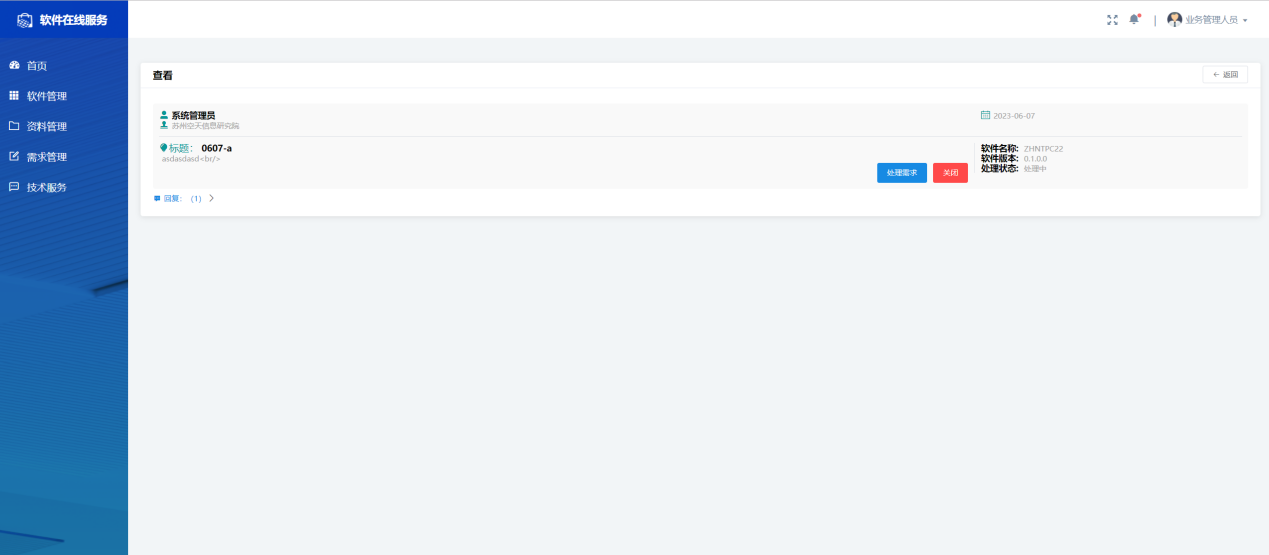 软件在线服务
业务管理人员
首页
软件管理
资料管理
需求管理
技术服务
查看
返回
系统管理员
苏州空天信息研究院
2023-06-07
标题： 0607-a
asdasdasd<br/>
处理需求
关闭
软件名称: ZHNTPC22
软件版本: 0.1.0.0
处理状态: 处理中
回复: (1)